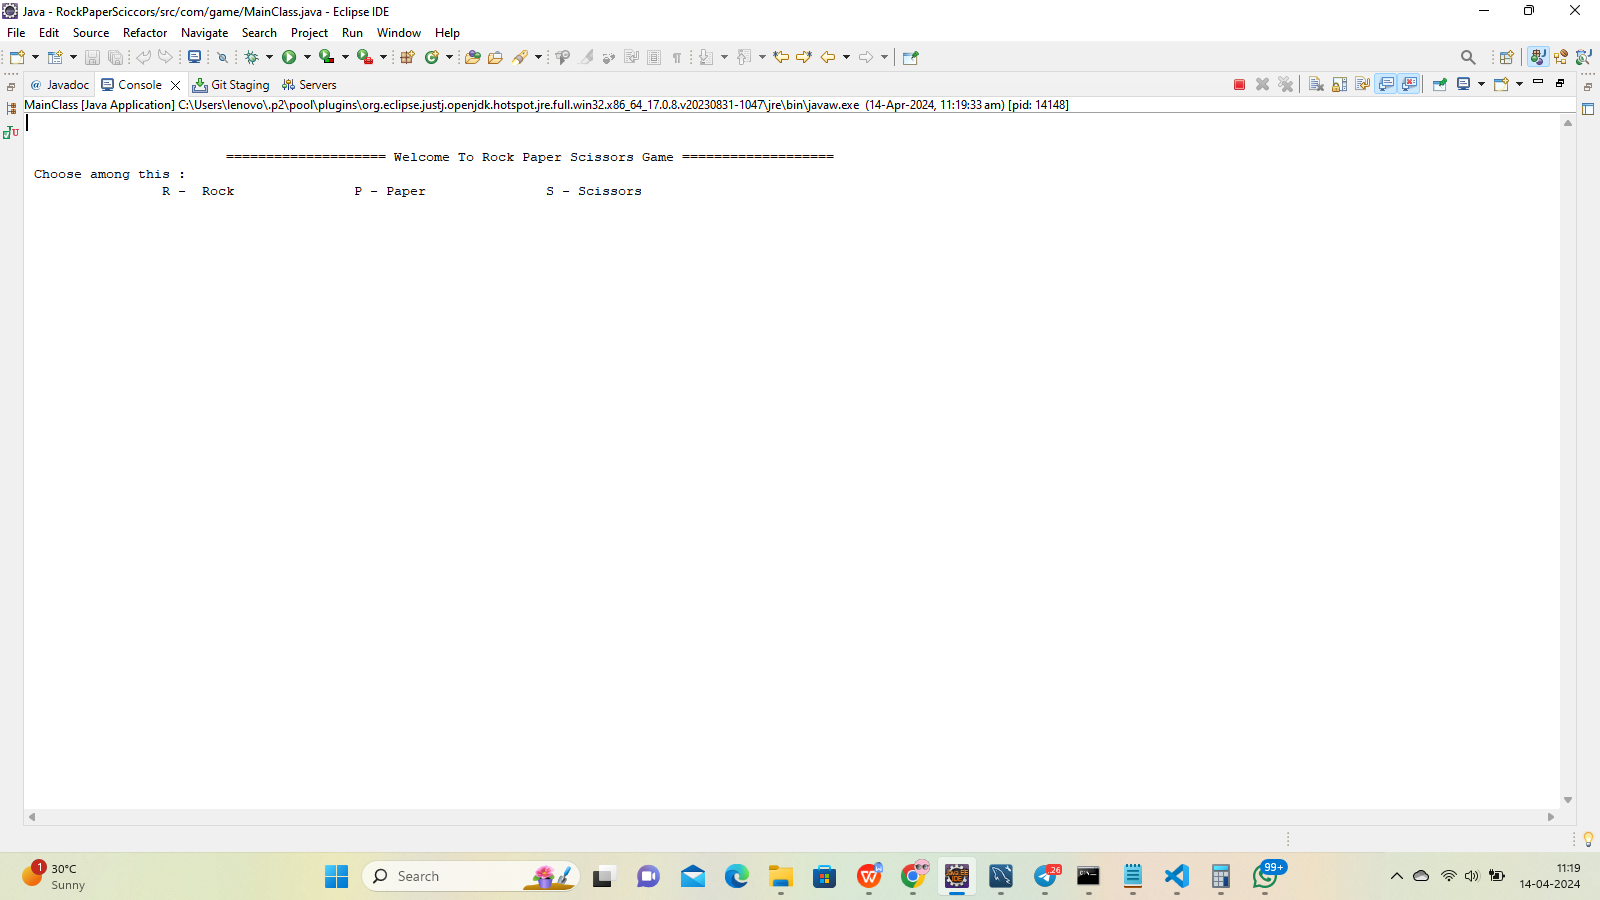 Java - RockPaperSciccors/src/com/game/MainClass.java - Eclipse IDE
File Edit Source Refactor Navigate Search Project Run Window Help
@ Javadoc Console Git Staging Servers
MainClass [Java Application] C:\Users\lenovo\.p2\pool\plugins\org.eclipse.justj.openjdk.hotspot.jre.full.win32.x86_64_17.0.8.v20230831-1047\jre\bin\javaw.exe (14-Apr-2024, 11:19:33 am) [pid: 14148]
==================== Welcome To Rock Paper Scissors Game ===================
Choose among this :
R - Rock P - Paper S - Scissors
1 30°C
Sunny
Search
26
99+
11:19
14-04-2024